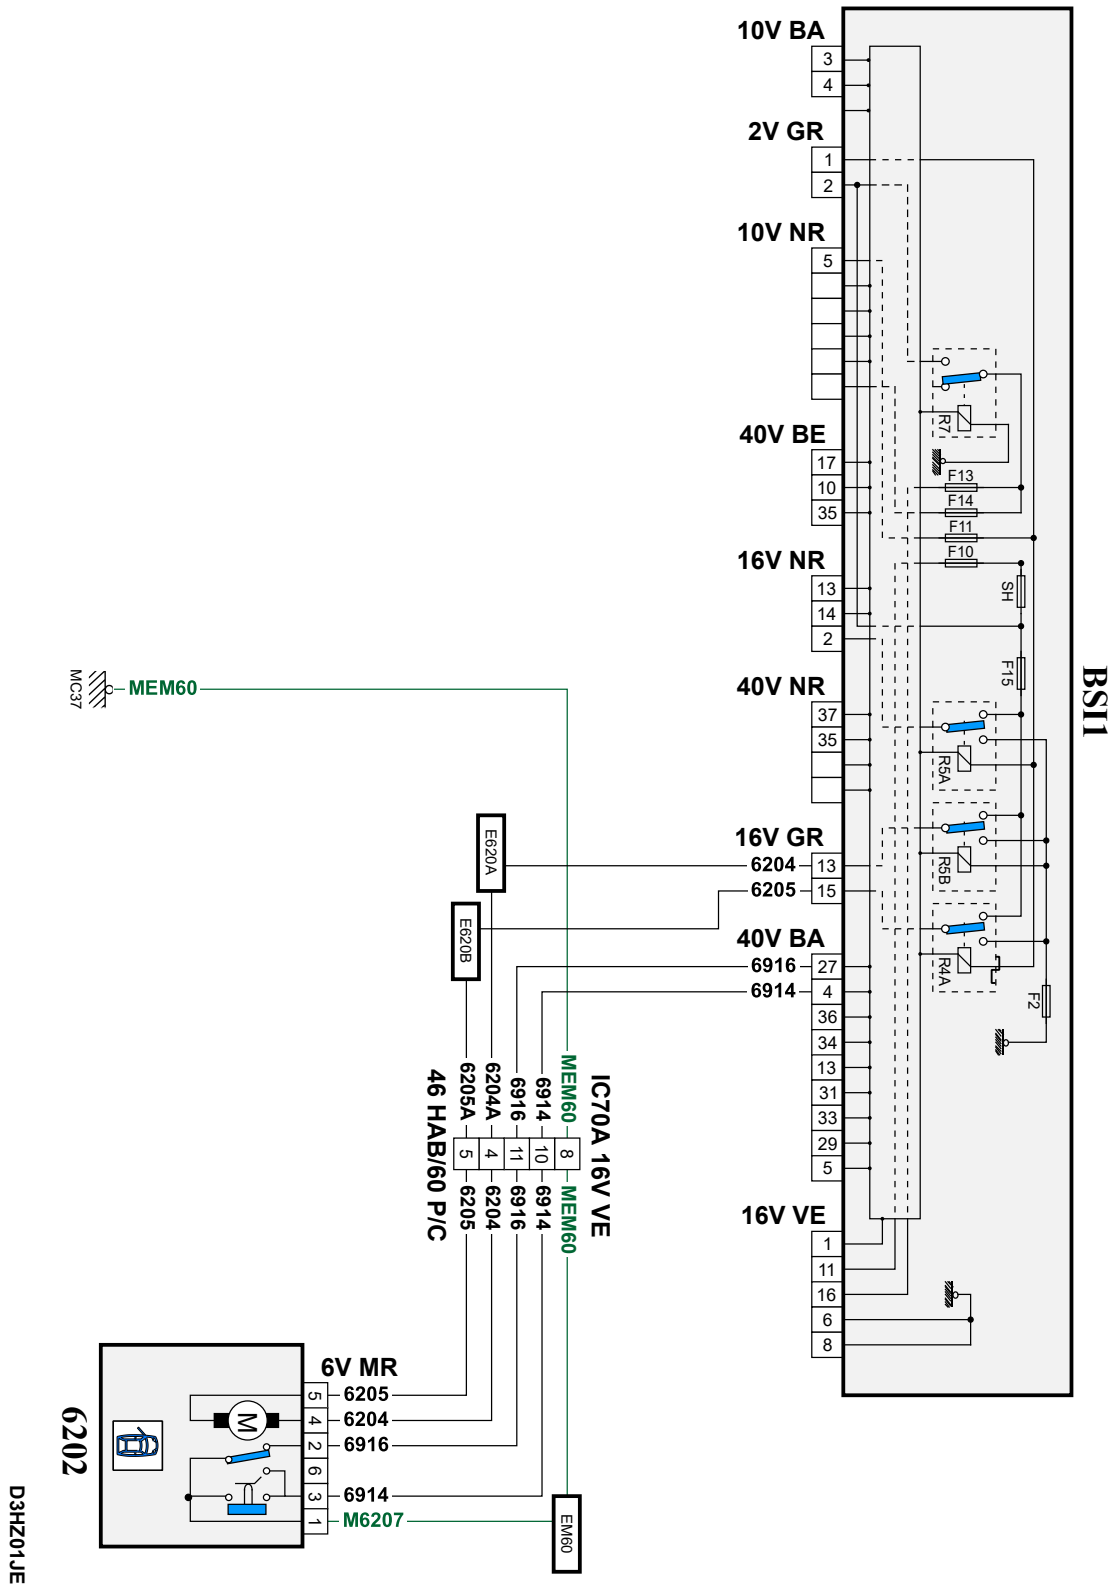 BSI1
10V BA
3
4
2V GR
1
2
10V NR
5
R7
40V BE
17
10
35
F13
F14
F11
F10
SH
F15
16V NR
13
14
2
40V NR
37
35
R5A
R5B
R4A
F2
16V GR
6204 13
6205 15
40V BA
6916 27
6914 4
36
34
13
31
33
29
5
16V VE
1
11
16
6
8
MC37
MEM60
E620A
E620B
IC70A 16V VE
MEM60 8 MEM60
6914 10 6914
6916 11 6916
6204A 4 6204
6205A 5 6205
46 HAB/60 P/C
6V MR
5 6205
4 6204
2 6916
6
3 6914
1 M6207
M
EM60
6202
D3HZ01JE